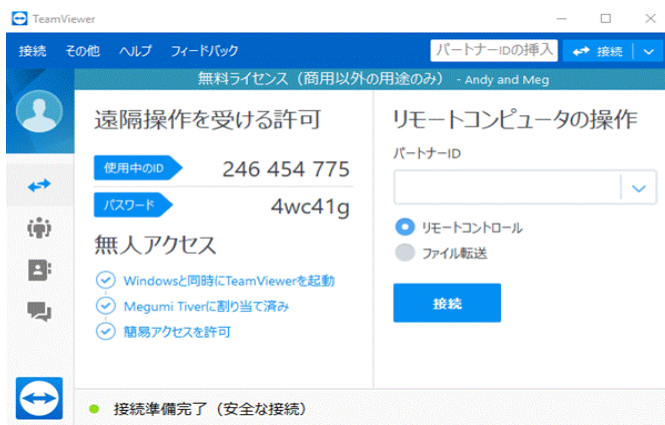 TeamViewer
接続 その他 ヘルプ フィードバック パートナーIDの挿入 接続
無料ライセンス（商用以外の用途のみ） - Andy and Meg
遠隔操作を受ける許可
使用中のID 246 454 775
パスワード 4wc41g
無人アクセス
Windowsと同時にTeamViewerを起動
Megumi Tiverに割り当て済み
簡易アクセスを許可
リモートコンピュータの操作
パートナーID
リモートコントロール
ファイル転送
接続
接続準備完了（安全な接続）